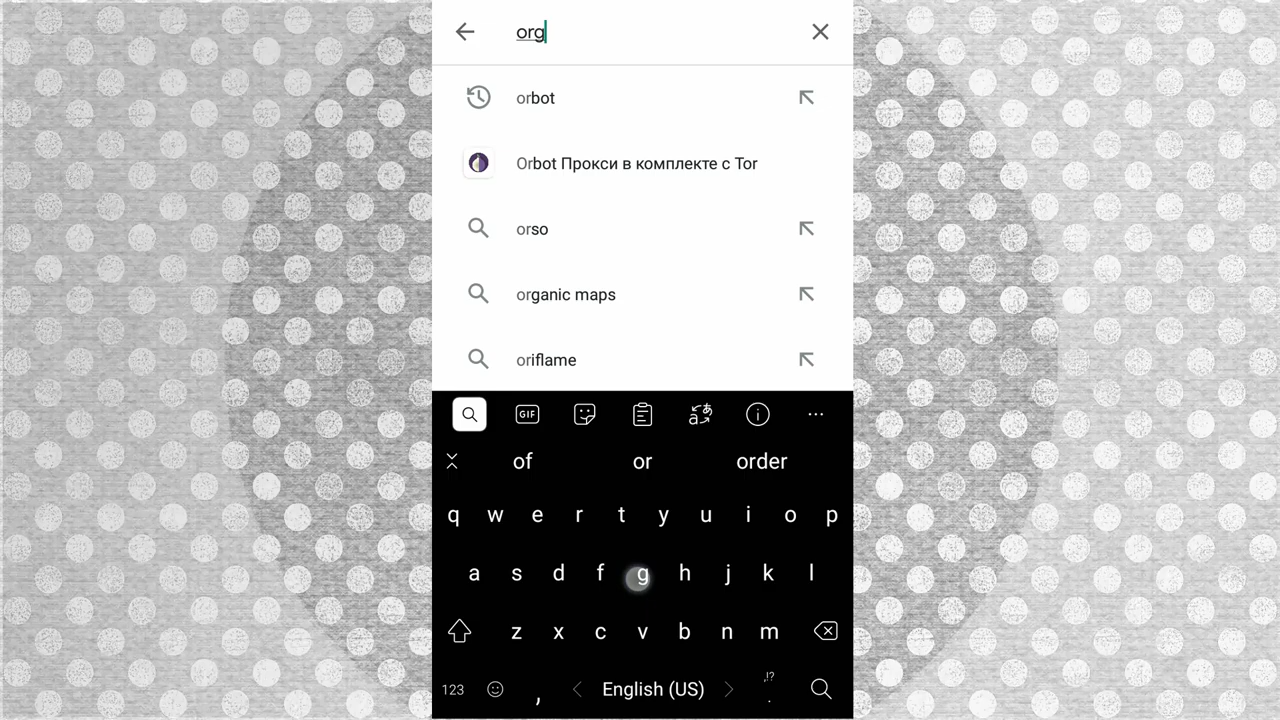 org
orbot
Orbot Прокси в комплекте с Tor
orso
organic maps
oriflame
GIF
of or order
q w e r t y u i o p
a s d f g h j k l
z x c v b n m
123 , English (US) ,!? .